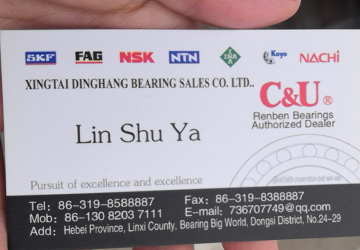 SKF FAG NSK NTN INA Koyo NACHI
XINGTAI DINGHANG BEARING SALES CO. LTD..
C&U ®
Renben Bearings
Authorized Dealer
Lin Shu Ya
Pursuit of excellence and excellence
Tel: 86-319-8588887 Fax: 86-319-8388887
Mob: 86-130 8203 7111 E-mail: 736707749@qq.com
Add: Hebei Province, Linxi County, Bearing Big World, Dongsi District, No.24-29